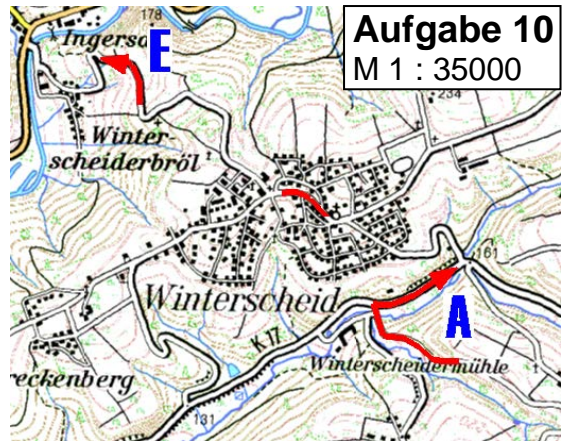 Aufgabe 10
M 1 : 35000
178
Ingersa
E
234
Winter-
scheiderbröl
161
Winterscheid
A
K 17
Winterscheidermühle
reckenberg
131